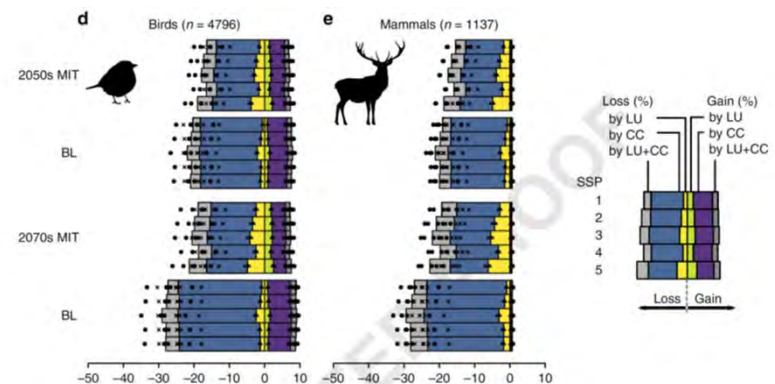 d
Birds (n = 4796)
e
Mammals (n = 1137)
2050s MIT
BL
2070s MIT
BL
−50 −40 −30 −20 −10 0 10
−50 −40 −30 −20 −10 0 10
Loss (%)
by LU
by CC
by LU+CC
Gain (%)
by LU
by CC
by LU+CC
SSP
1
2
3
4
5
Loss Gain